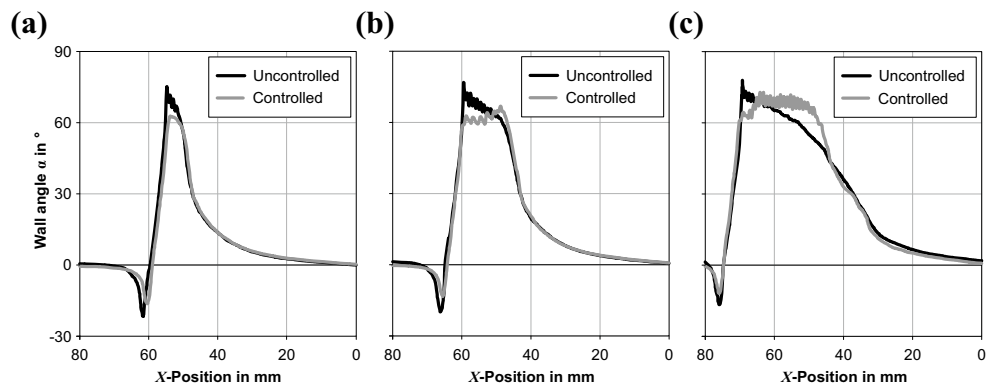 (a)
(b)
(c)
90
60
30
0
-30
Wall angle α in °
Uncontrolled
Controlled
80 60 40 20 0
X-Position in mm
Uncontrolled
Controlled
80 60 40 20 0
X-Position in mm
Uncontrolled
Controlled
80 60 40 20 0
X-Position in mm